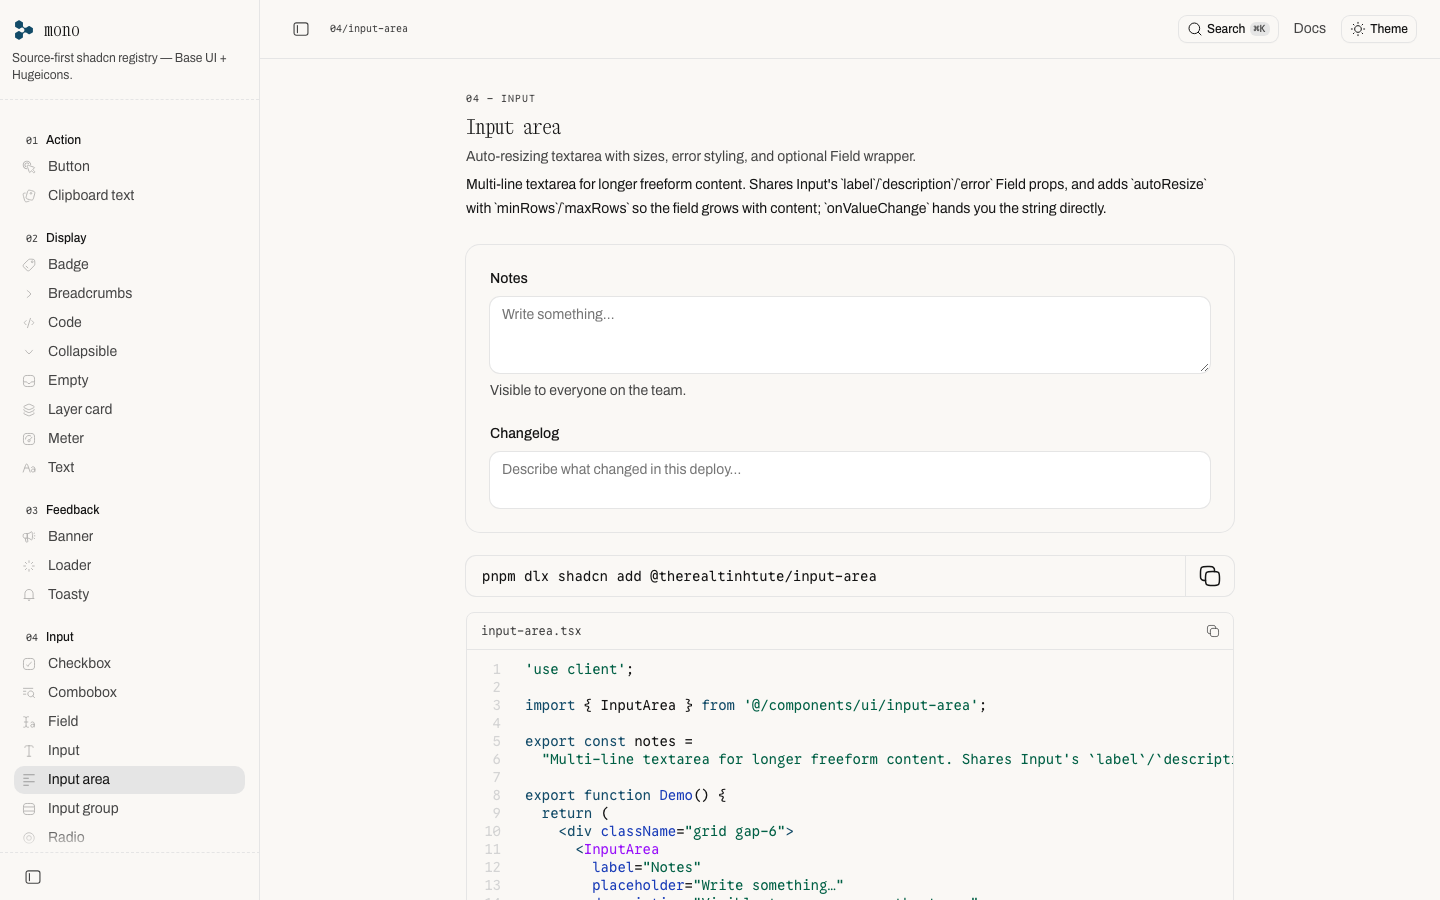 mono
Source-first shadcn registry — Base UI +
Hugeicons.
01 Action
Button
Clipboard text
02 Display
Badge
Breadcrumbs
Code
Collapsible
Empty
Layer card
Meter
Text
03 Feedback
Banner
Loader
Toasty
04 Input
Checkbox
Combobox
Field
Input
Input area
Input group
Radio
04/input-area
Search ⌘K
Docs
Theme
04 — INPUT
Input area
Auto-resizing textarea with sizes, error styling, and optional Field wrapper.
Multi-line textarea for longer freeform content. Shares Input's `label`/`description`/`error` Field props, and adds `autoResize`
with `minRows`/`maxRows` so the field grows with content; `onValueChange` hands you the string directly.
Notes
Write something…
Visible to everyone on the team.
Changelog
Describe what changed in this deploy…
pnpm dlx shadcn add @therealtinhtute/input-area
input-area.tsx
1 'use client';
2
3 import { InputArea } from '@/components/ui/input-area';
4
5 export const notes =
6 "Multi-line textarea for longer freeform content. Shares Input's `label`/`descripti
7
8 export function Demo() {
9 return (
10 <div className="grid gap-6">
11 <InputArea
12 label="Notes"
13 placeholder="Write something…"